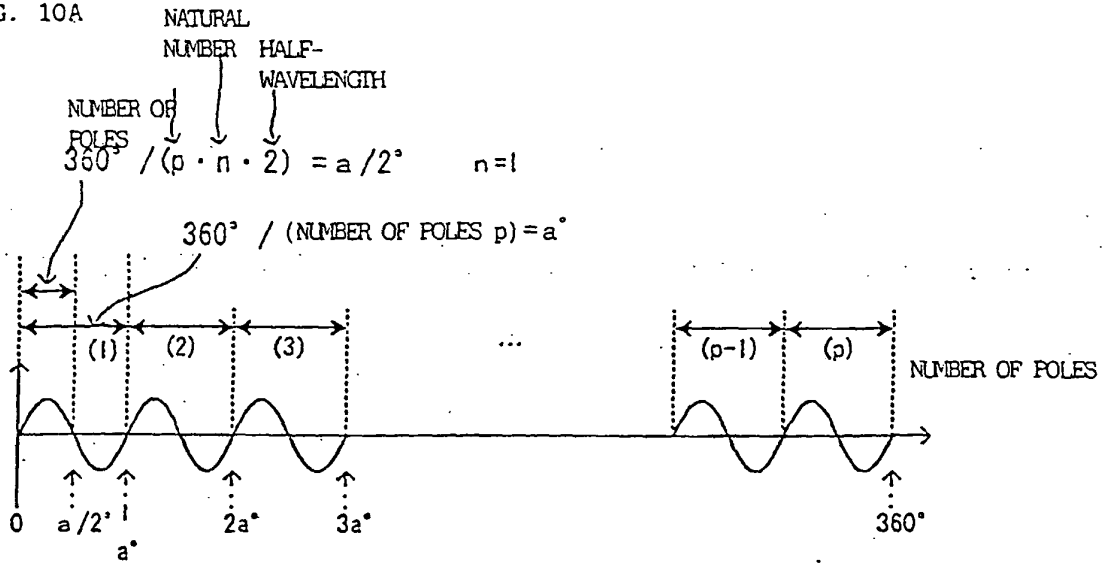 G. 10A
NATURAL
NUMBER HALF-
WAVELENGTH
NUMBER OF
POLES
360° /(p · n · 2) = a /2° n=1
360° / (NUMBER OF POLES p) = a°
(1) (2) (3) ... (p-1) (p)
NUMBER OF POLES
0 a/2° a° 2a° 3a° 360°